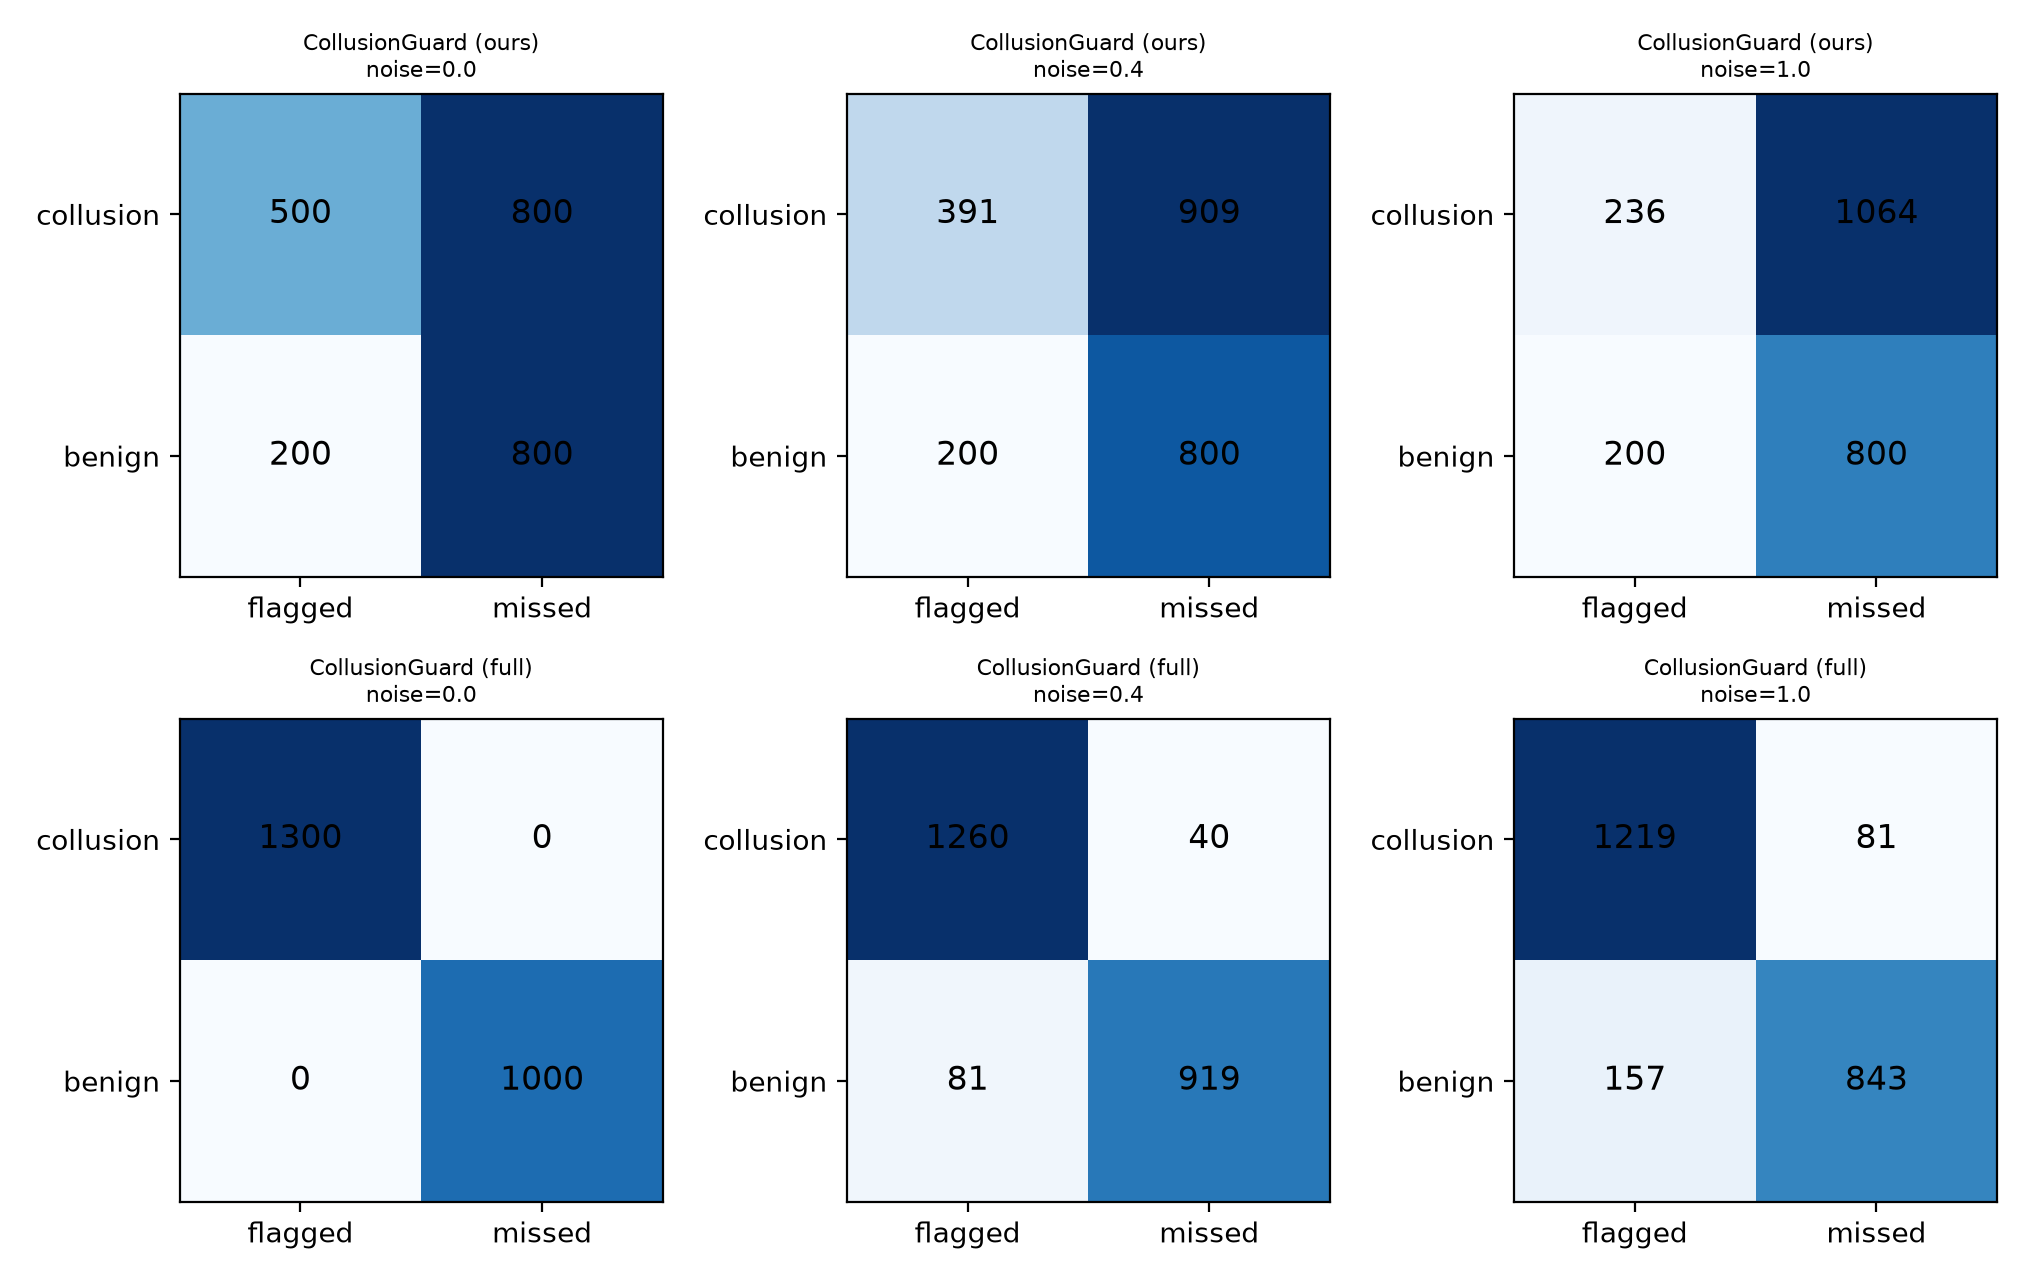 CollusionGuard (ours)
noise=0.0
collusion
500
800
benign
200
800
flagged
missed
CollusionGuard (ours)
noise=0.4
collusion
391
909
benign
200
800
flagged
missed
CollusionGuard (ours)
noise=1.0
collusion
236
1064
benign
200
800
flagged
missed
CollusionGuard (full)
noise=0.0
collusion
1300
0
benign
0
1000
flagged
missed
CollusionGuard (full)
noise=0.4
collusion
1260
40
benign
81
919
flagged
missed
CollusionGuard (full)
noise=1.0
collusion
1219
81
benign
157
843
flagged
missed